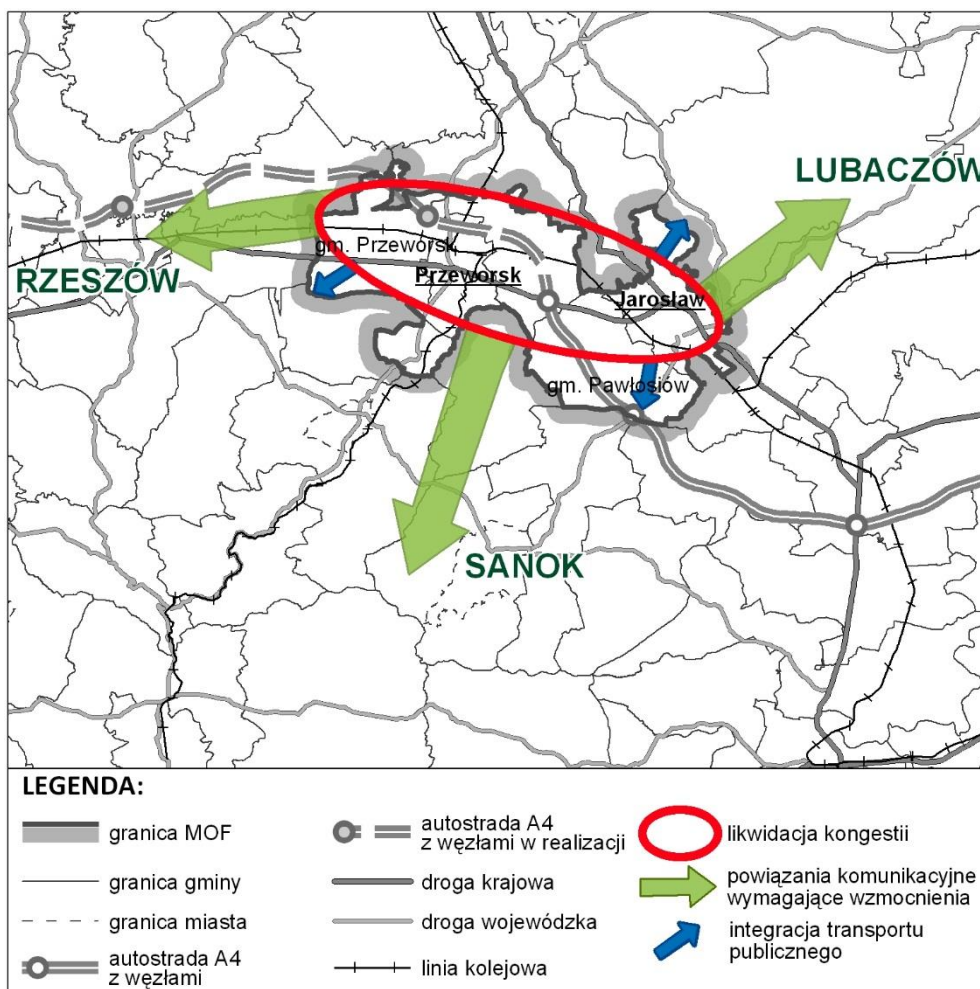 LUBACZÓW
gm. Przeworsk
RZESZÓW
Przeworsk
Jarosław
gm. Pawłosiów
SANOK
LEGENDA:
granica MOF
granica gminy
granica miasta
autostrada A4
z węzłami
autostrada A4
z węzłami w realizacji
droga krajowa
droga wojewódzka
linia kolejowa
likwidacja kongestii
powiązania komunikacyjne
wymagające wzmocnienia
integracja transportu
publicznego